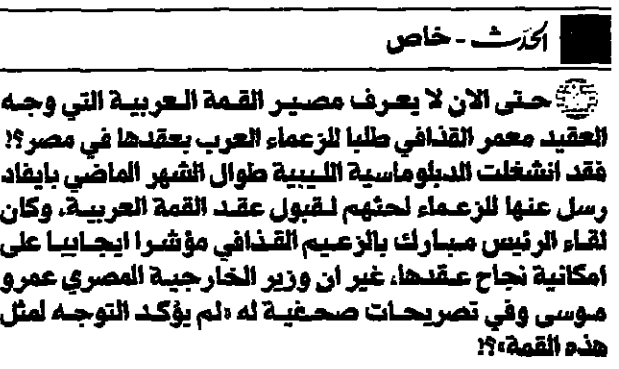 الحَدَث - خاص
حتى الان لا يعرف مصير القمة العربية التي وجه
العقيد معمر القذافي طلبا للزعماء العرب بعقدها في مصر؟!
فقد انشغلت الدبلوماسية الليبية طوال الشهر الماضي بايفاد
رسل عنها للزعماء لحثهم لقبول عقد القمة العربية، وكان
لقاء الرئيس مبارك بالزعيم القذافي مؤشرا ايجابيا على
امكانية نجاح عقدها، غير ان وزير الخارجية المصري عمرو
موسى وفي تصريحات صحفية له «لم يؤكد التوجه لمثل
هذه القمة»؟!